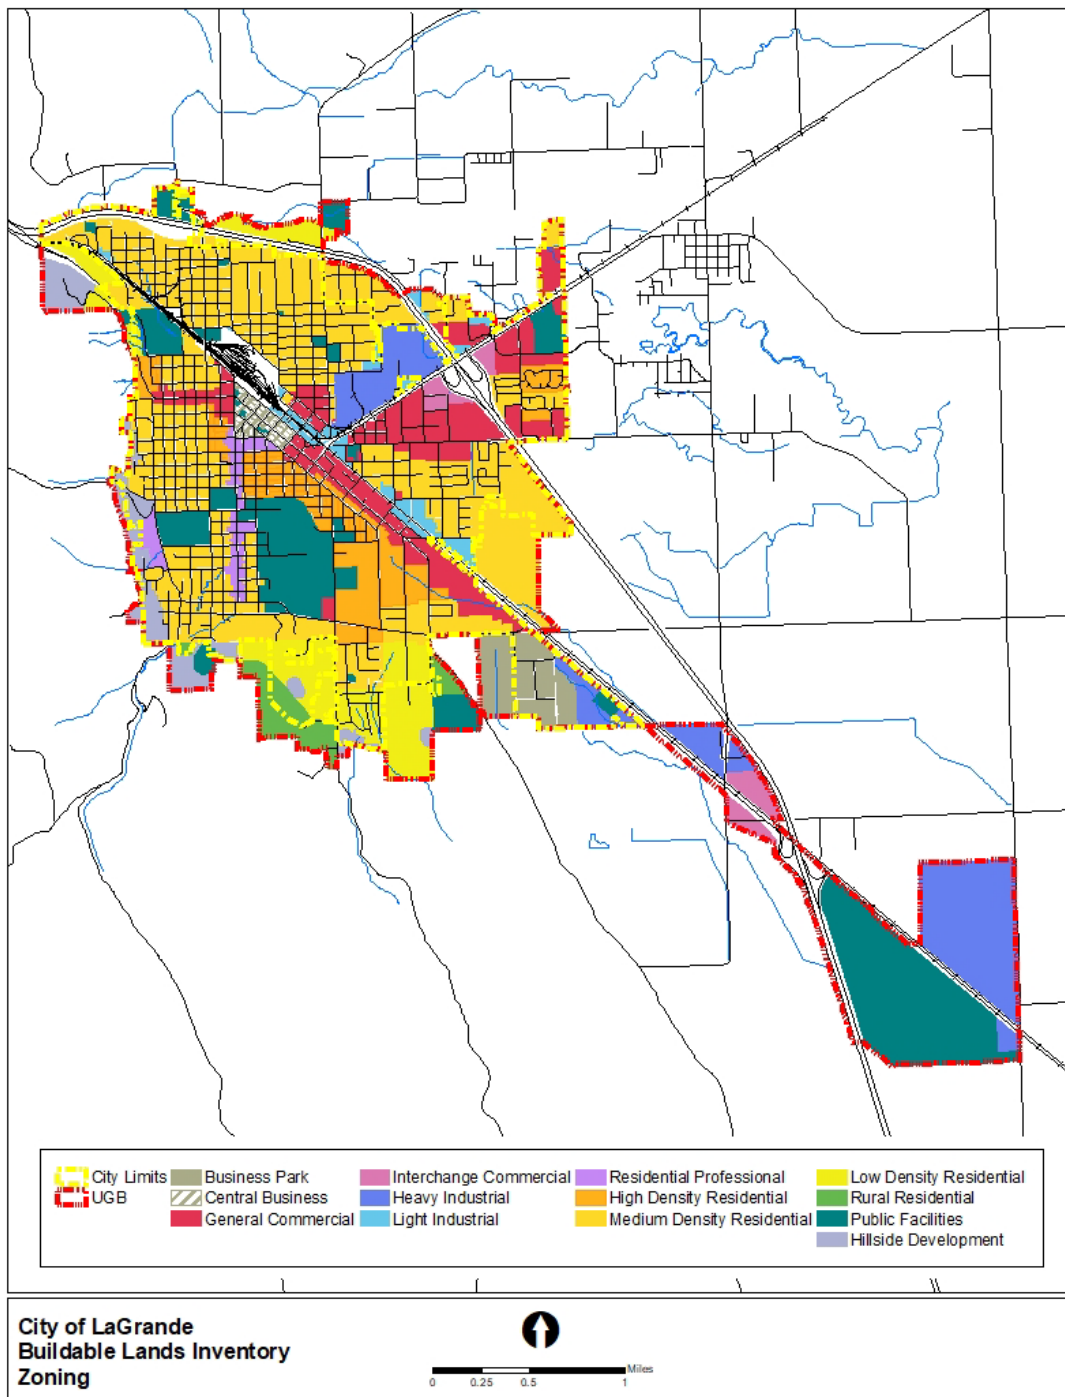 City Limits
UGB
Business Park
Central Business
General Commercial
Interchange Commercial
Heavy Industrial
Light Industrial
Residential Professional
High Density Residential
Medium Density Residential
Low Density Residential
Rural Residential
Public Facilities
Hillside Development
City of LaGrande
Buildable Lands Inventory
Zoning
Miles
0 0.25 0.5 1